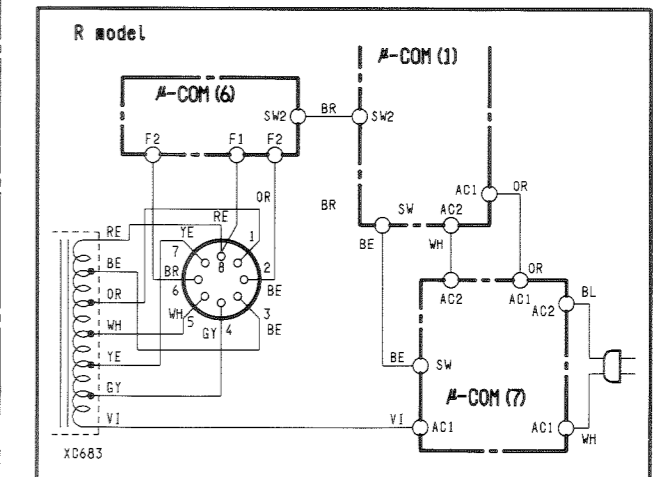 R model
μ-COM (1)
μ-COM (6)
SW2
BR
SW2
F2
F1
F2
OR
BR
AC1
OR
RE
SW
AC2
RE
YE
1
BE
WH
7
8
BE
2
OR
BR
6
BE
AC2
AC1
AC2
BL
OR
WH
5
3
WH
GY
4
BE
YE
BE
SW
GY
μ-COM (7)
VI
VI
AC1
AC1
WH
XC683